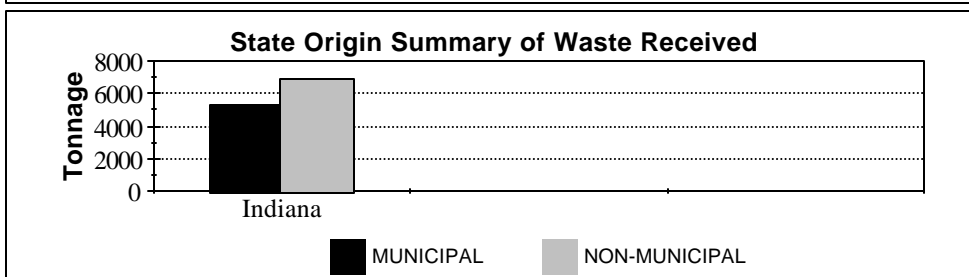 State Origin Summary of Waste Received
Tonnage
8000
6000
4000
2000
0
Indiana
MUNICIPAL NON-MUNICIPAL